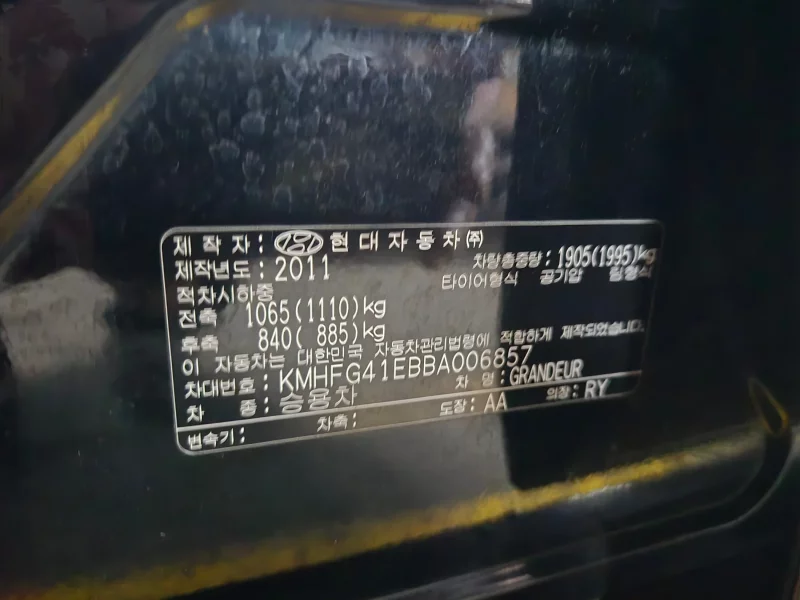 제 작 자 : 현대자동차㈜
제작년도 : 2011 차량총중량 : 1905(1995)kg
적차시하중 타이어형식 공기압 림형식
전축 1065(1110)kg
후축 840( 885)kg
이 자동차는 대한민국 자동차관리법령에 적합하게 제작되었습니다.
차대번호 : KMHFG41EBBA006857
차 종 : 승용차 차 명 : GRANDEUR
변속기 : 차축 : 도장 : AA 의장 : RY